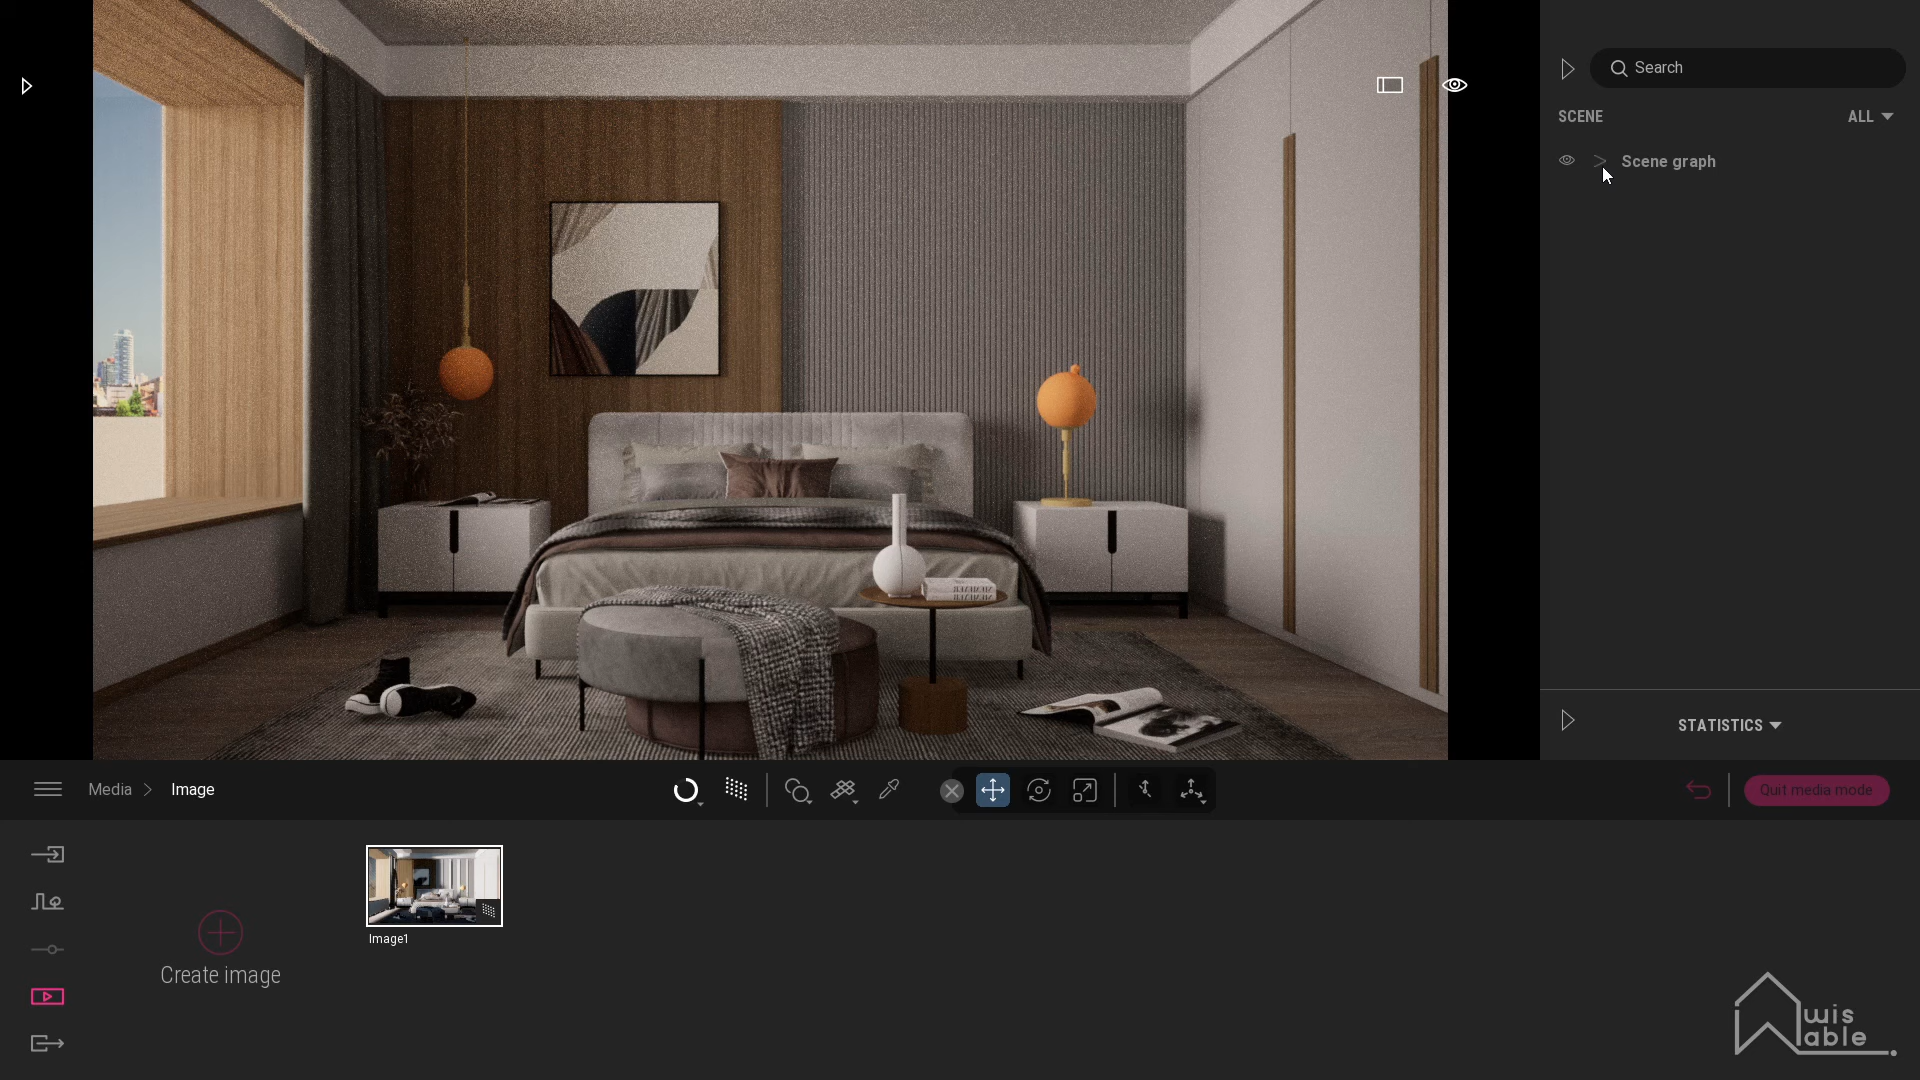 Search
SCENE
ALL
Scene graph
STATISTICS
Media
Image
Quit media mode
Image1
Create image
wis
able